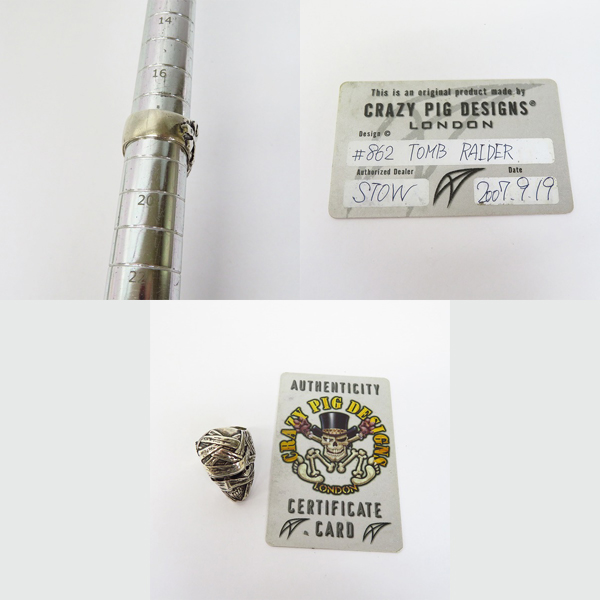 14
16
20
This is an original product made by
CRAZY PIG DESIGNS®
LONDON
Design ©
#862 TOMB RAIDER
Authorized Dealer
Date
STOW
2007.9.19
AUTHENTICITY
CRAZY PIG DESIGNS
LONDON
CERTIFICATE
CARD